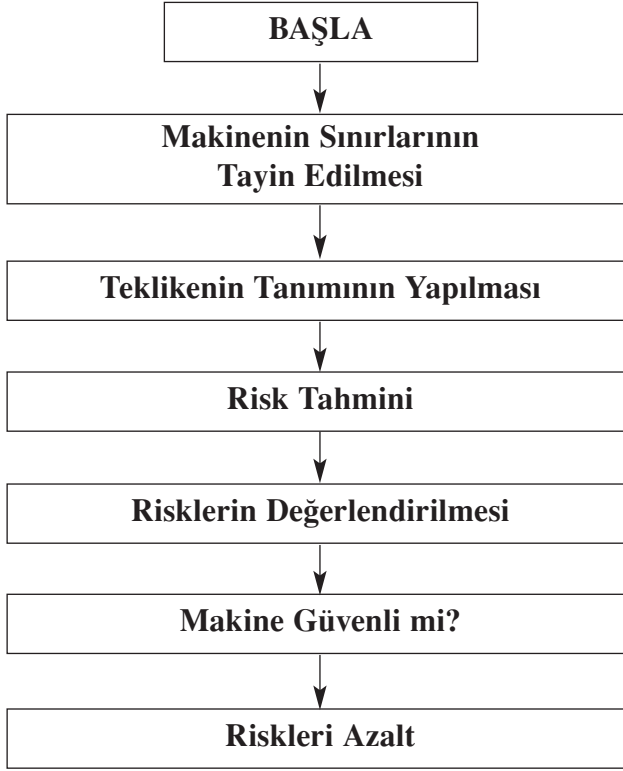 BAŞLA
Makinenin Sınırlarının
Tayin Edilmesi
Teklikenin Tanımının Yapılması
Risk Tahmini
Risklerin Değerlendirilmesi
Makine Güvenli mi?
Riskleri Azalt